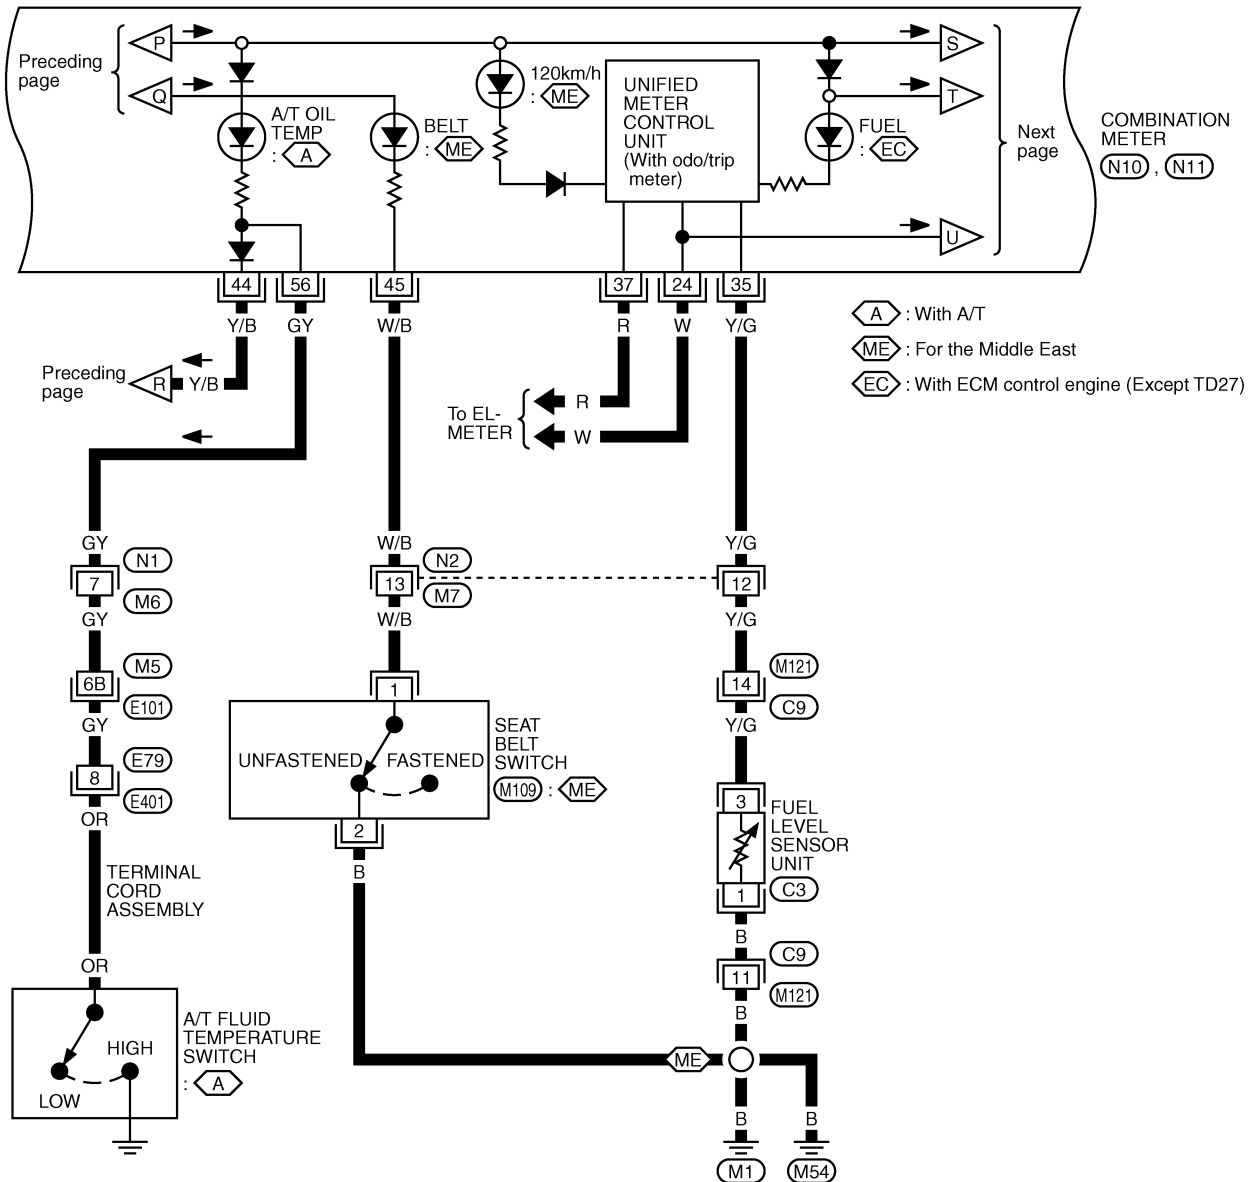 Preceding
page
P
Q
A/T OIL
TEMP
: A
BELT
: ME
120km/h
: ME
UNIFIED
METER
CONTROL
UNIT
(With odo/trip
meter)
FUEL
: EC
S
T
U
Next
page
COMBINATION
METER
N10 , N11
44 56 45 37 24 35
Y/B GY W/B R W Y/G
A : With A/T
ME : For the Middle East
EC : With ECM control engine (Except TD27)
Preceding
page
R Y/B
To EL-
METER
R
W
GY W/B Y/G
N1 N2
7 13 12
M6 M7
GY W/B Y/G
M5 M121
6B 1 14
E101 C9
GY Y/G
E79
8
E401
OR
UNFASTENED FASTENED
SEAT
BELT
SWITCH
M109 : ME
2
B
3
FUEL
LEVEL
SENSOR
UNIT
1
C3
TERMINAL
CORD
ASSEMBLY
OR
B
C9
11
M121
B
A/T FLUID
TEMPERATURE
SWITCH
: A
HIGH
LOW
ME
B B
M1 M54